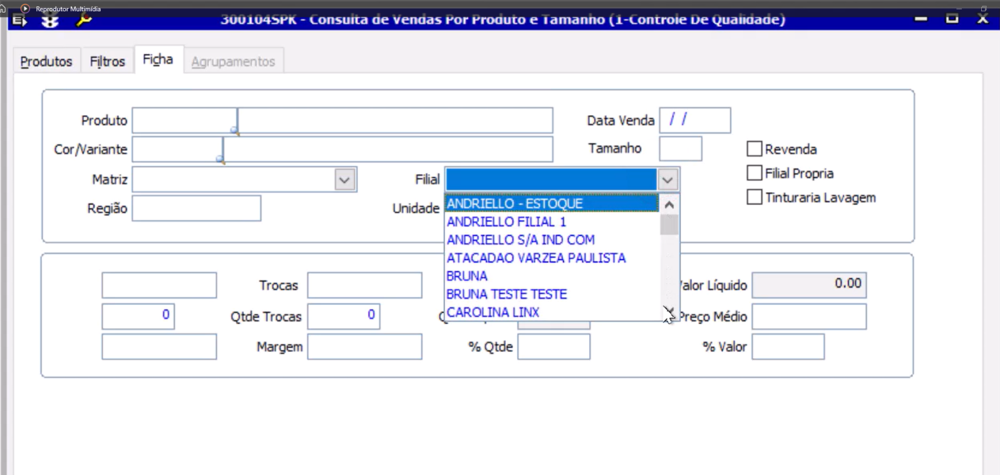 Reprodutor Multimídia
300104SPK - Consulta de Vendas Por Produto e Tamanho (1-Controle De Qualidade)
Produtos Filtros Ficha Agrupamentos
Produto Data Venda / /
Cor/Variante Tamanho Revenda
Matriz Filial Filial Propria
Região Unidade Tinturaria Lavagem
ANDRIELLO - ESTOQUE
ANDRIELLO FILIAL 1
ANDRIELLO S/A IND COM
ATACADAO VARZEA PAULISTA
BRUNA
BRUNA TESTE TESTE
CAROLINA LINX
Trocas Valor Líquido 0.00
0 Qtde Trocas 0 Preço Médio
Margem % Qtde % Valor